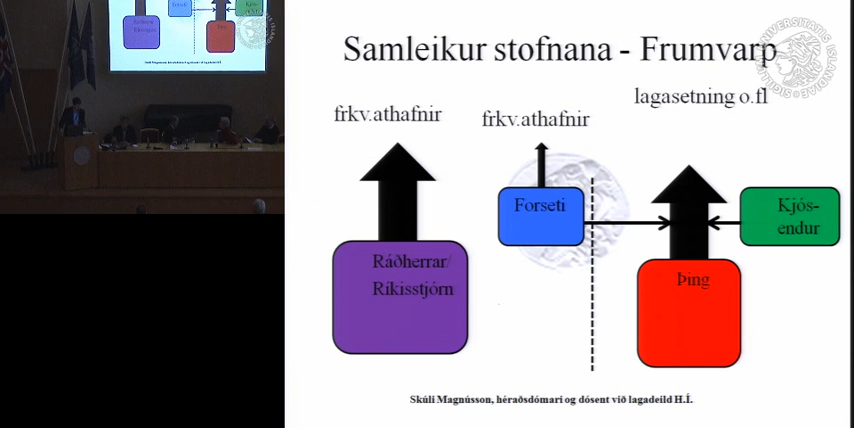 Samleikur stofnana - Frumvarp
frkv.athafnir
frkv.athafnir
lagasetning o.fl
Forseti
Kjós-
endur
Ráðherrar/
Ríkisstjórn
Þing
Skúli Magnússon, héraðsdómari og dósent við lagadeild H.Í.